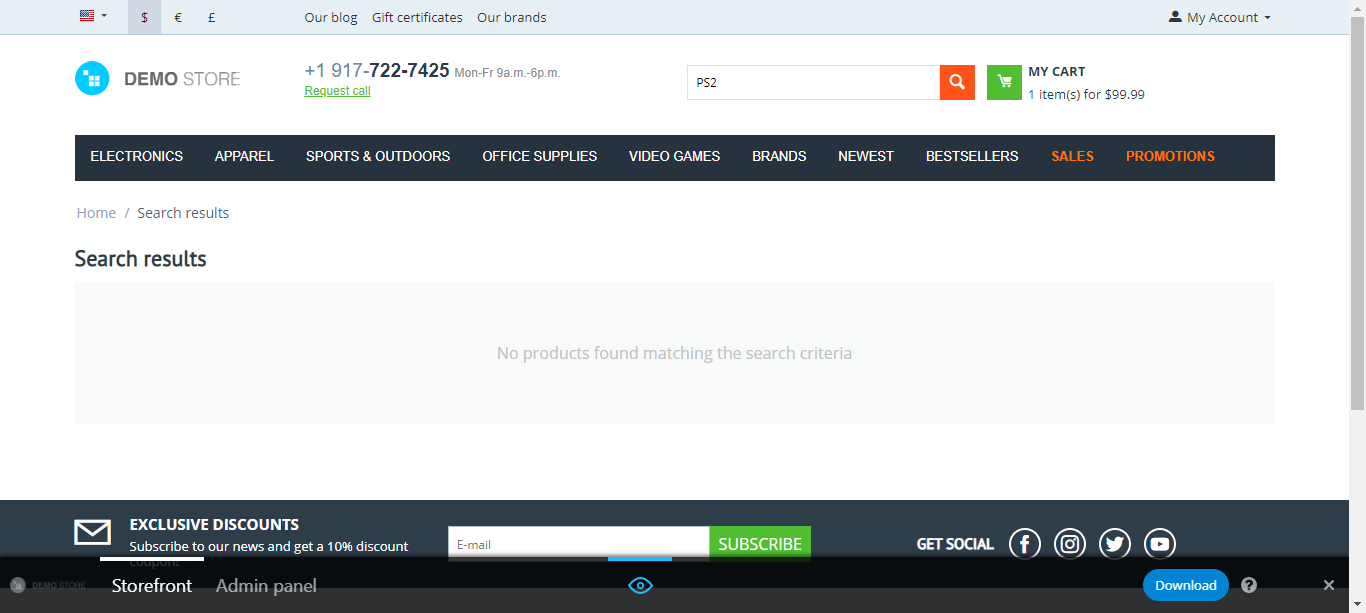 $ € £ Our blog Gift certificates Our brands My Account
DEMO STORE
+1 917-722-7425 Mon-Fr 9a.m.-6p.m.
Request call
PS2
MY CART
1 item(s) for $99.99
ELECTRONICS APPAREL SPORTS & OUTDOORS OFFICE SUPPLIES VIDEO GAMES BRANDS NEWEST BESTSELLERS SALES PROMOTIONS
Home / Search results
Search results
No products found matching the search criteria
EXCLUSIVE DISCOUNTS
Subscribe to our news and get a 10% discount
coupon!
E-mail
SUBSCRIBE
GET SOCIAL
DEMO STORE
Storefront Admin panel
Download ?